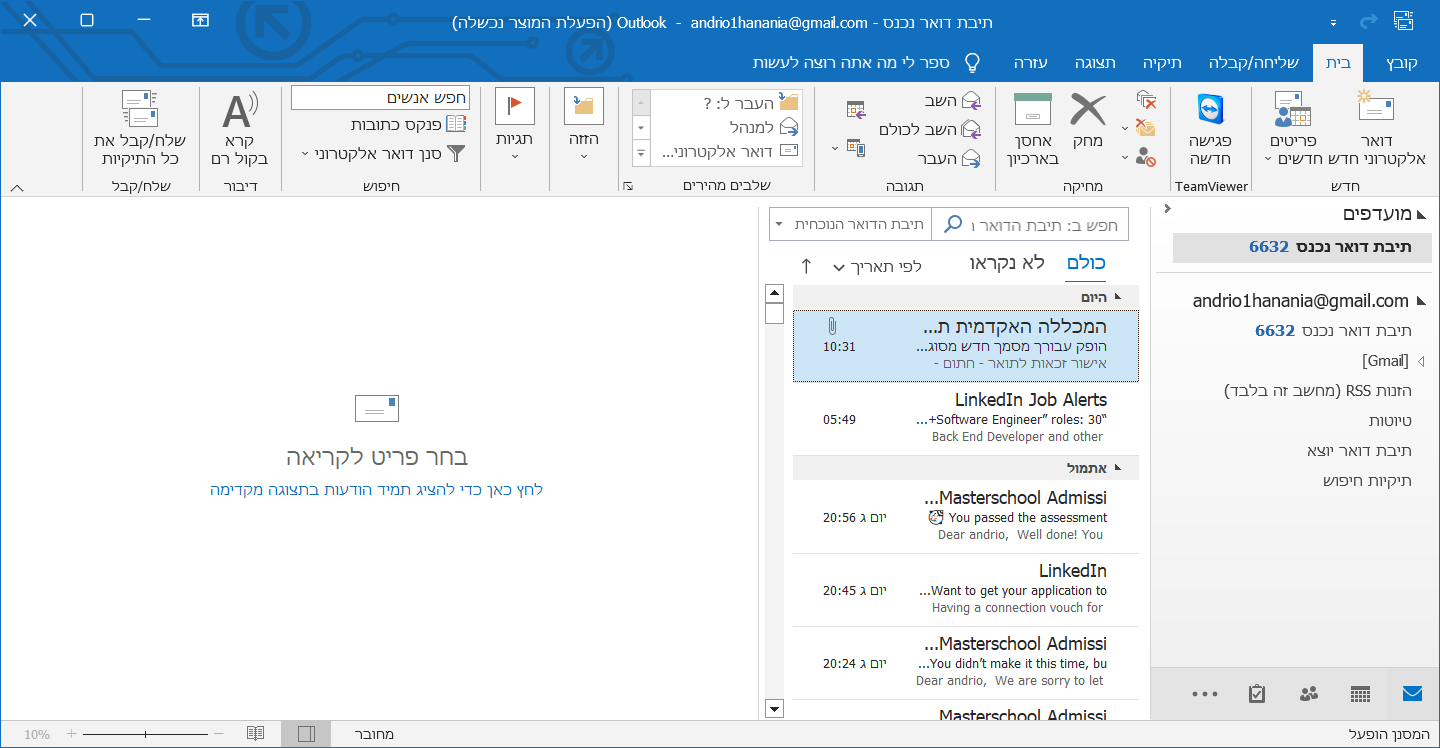 תיבת דואר נכנס - andrio1hanania@gmail.com - Outlook (הפעלת המוצר נכשלה)
קובץ
בית
שליחה/קבלה
תיקיה
תצוגה
עזרה
ספר לי מה אתה רוצה לעשות
דואר אלקטרוני חדש
פריטים חדשים
חדש
פגישה חדשה
TeamViewer
מחק
אחסן בארכיון
מחיקה
השב
השב לכולם
העבר
תגובה
העבר ל: ?
למנהל
דואר אלקטרוני...
שלבים מהירים
הזזה
תגיות
חפש אנשים
פנקס כתובות
סנן דואר אלקטרוני
חיפוש
קרא בקול רם
דיבור
שלח/קבל את כל התיקיות
שלח/קבל
מועדפים
תיבת דואר נכנס 6632
andrio1hanania@gmail.com
תיבת דואר נכנס 6632
[Gmail]
הזנות RSS (מחשב זה בלבד)
טיוטות
תיבת דואר יוצא
תיקיות חיפוש
חפש ב: תיבת הדואר
תיבת הדואר הנוכחית
כולם
לא נקראו
לפי תאריך
היום
המכללה האקדמית ת...
הופק עבורך מסמך חדש מסוג...
10:31
אישור זכאות לתואר - חתום -
LinkedIn Job Alerts
“Software Engineer” roles: 30+...
05:49
Back End Developer and other
אתמול
Masterschool Admissi...
You passed the assessment
יום ג 20:56
Dear andrio, Well done! You
LinkedIn
Want to get your application to...
יום ג 20:45
Having a connection vouch for
Masterschool Admissi...
You didn’t make it this time, bu...
יום ג 20:24
Dear andrio, We are sorry to let
Masterschool Admissi...
בחר פריט לקריאה
לחץ כאן כדי להציג תמיד הודעות בתצוגה מקדימה
המסנן הופעל
מחובר
10%